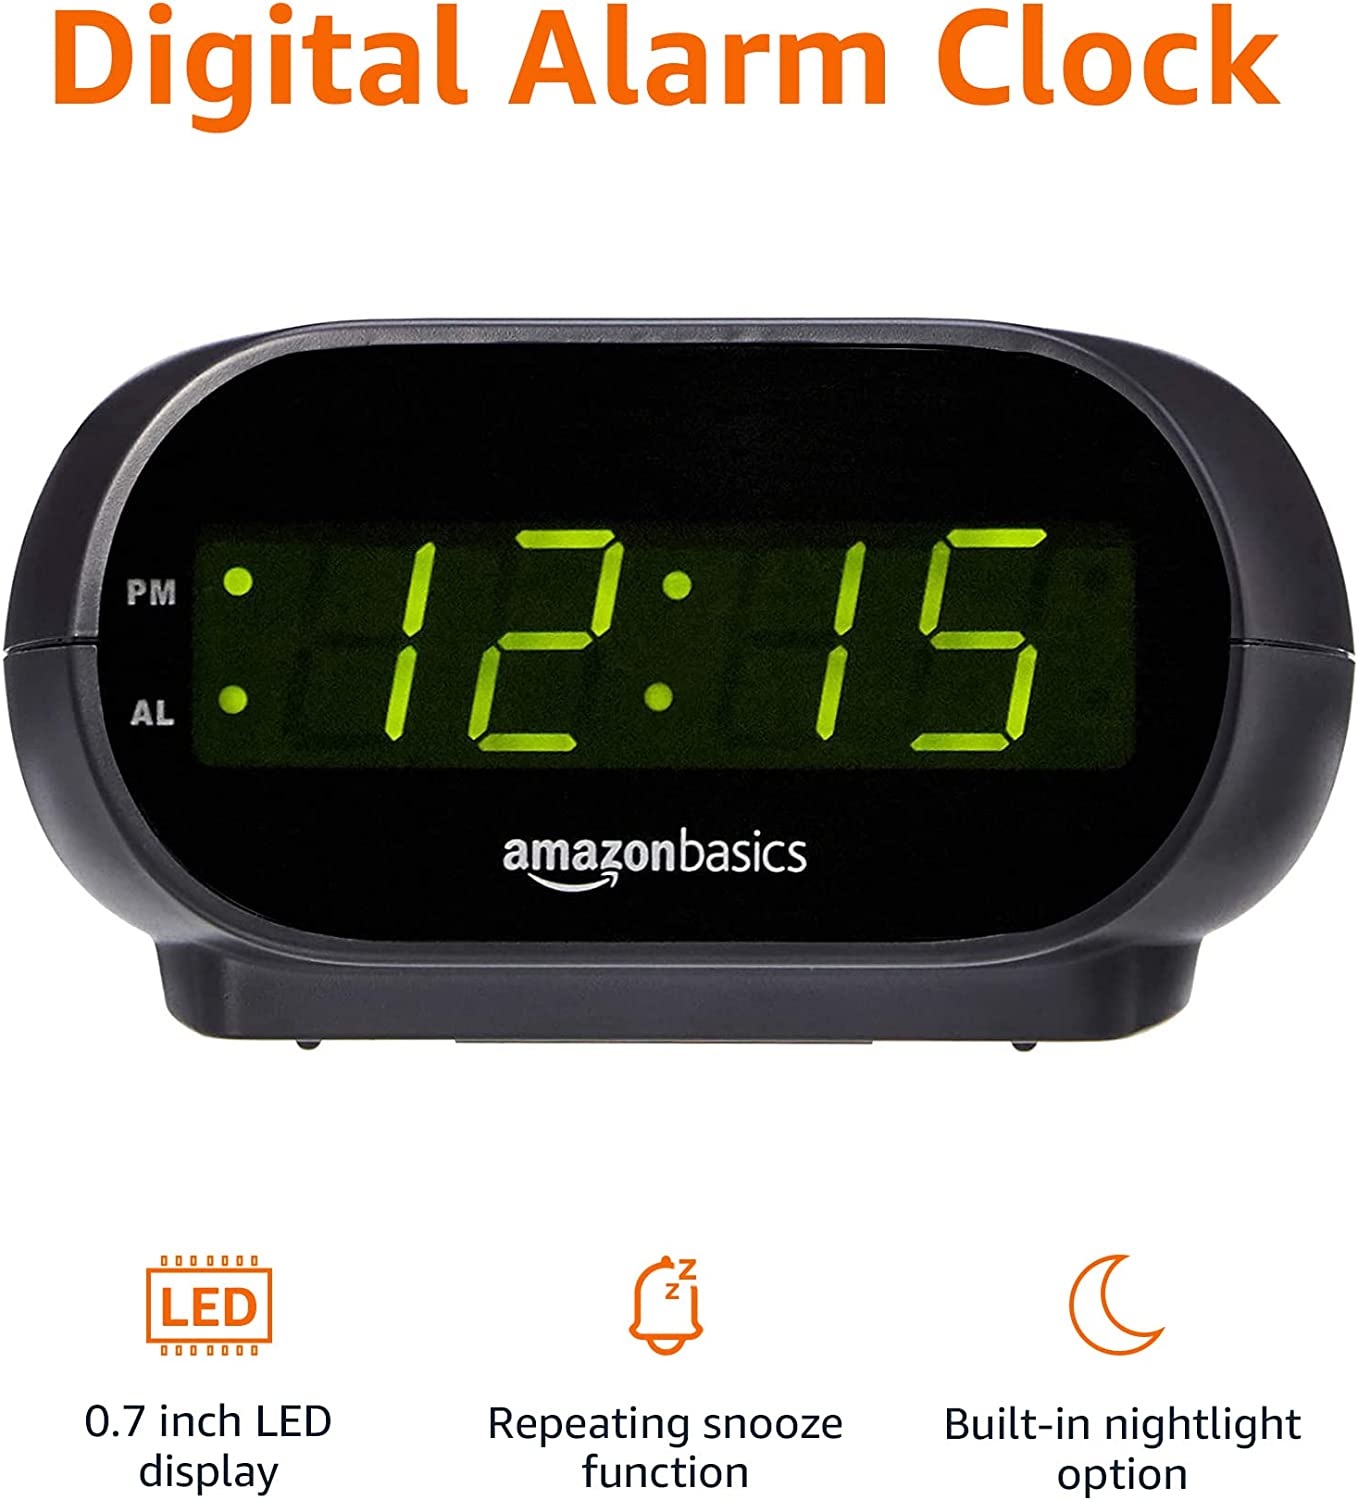 Digital Alarm Clock
PM
12:15
AL
amazonbasics
LED
z
z
0.7 inch LED
display
Repeating snooze
function
Built-in nightlight
option